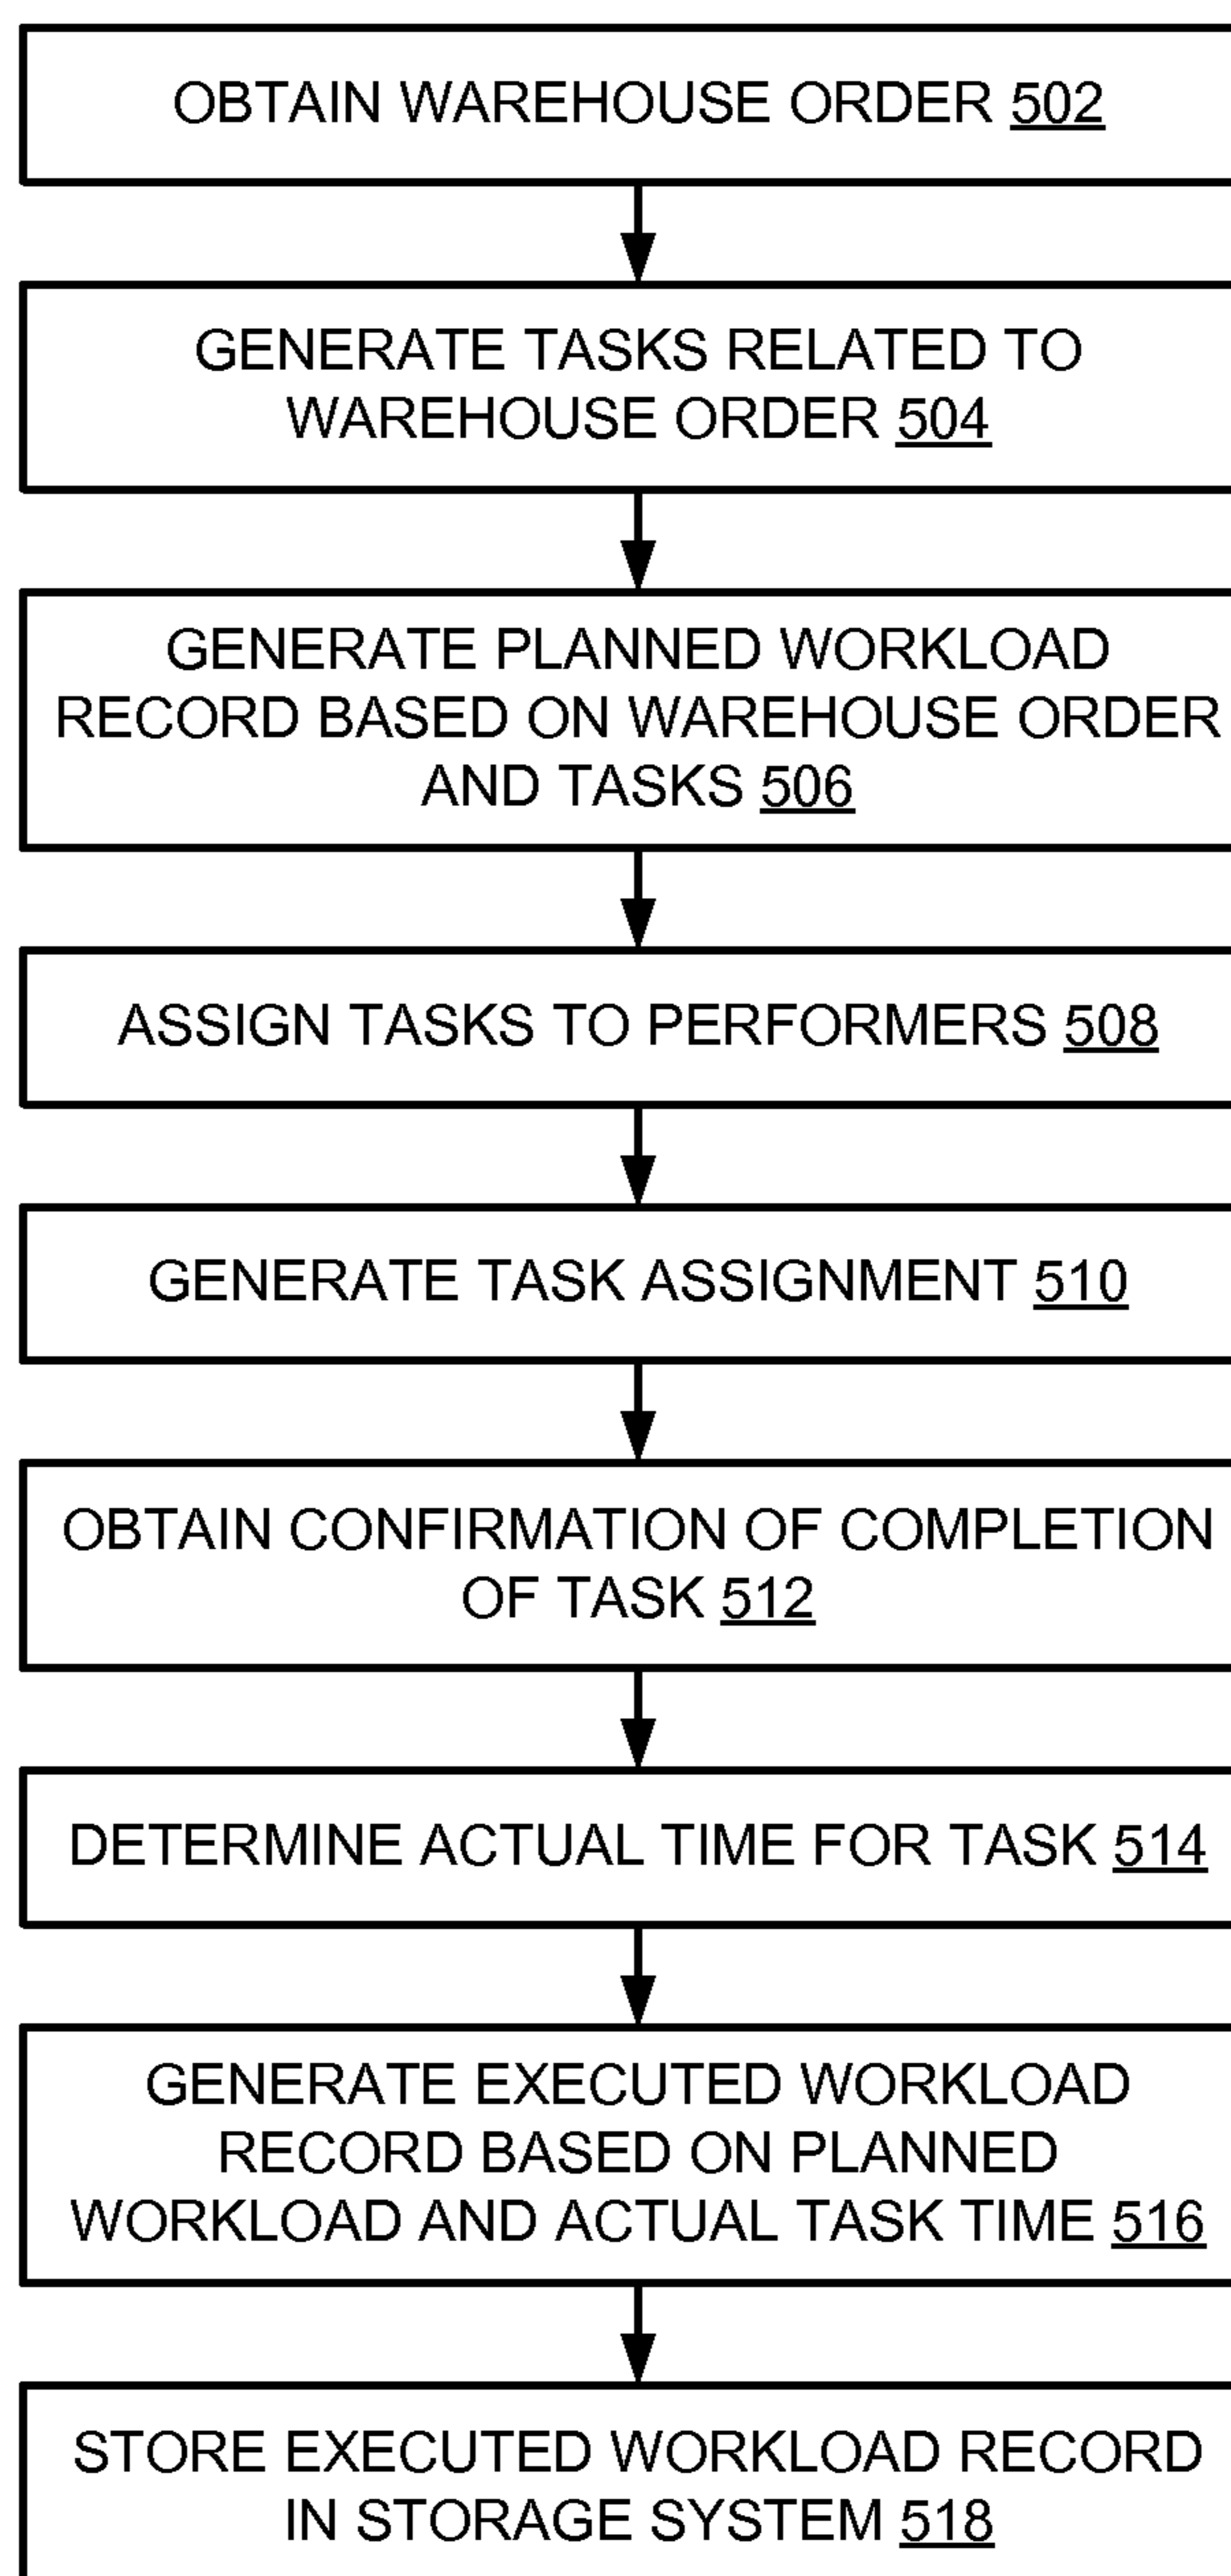 OBTAIN WAREHOUSE ORDER 502
GENERATE TASKS RELATED TO
WAREHOUSE ORDER 504
GENERATE PLANNED WORKLOAD
RECORD BASED ON WAREHOUSE ORDER
AND TASKS 506
ASSIGN TASKS TO PERFORMERS 508
GENERATE TASK ASSIGNMENT 510
OBTAIN CONFIRMATION OF COMPLETION
OF TASK 512
DETERMINE ACTUAL TIME FOR TASK 514
GENERATE EXECUTED WORKLOAD
RECORD BASED ON PLANNED
WORKLOAD AND ACTUAL TASK TIME 516
STORE EXECUTED WORKLOAD RECORD
IN STORAGE SYSTEM 518